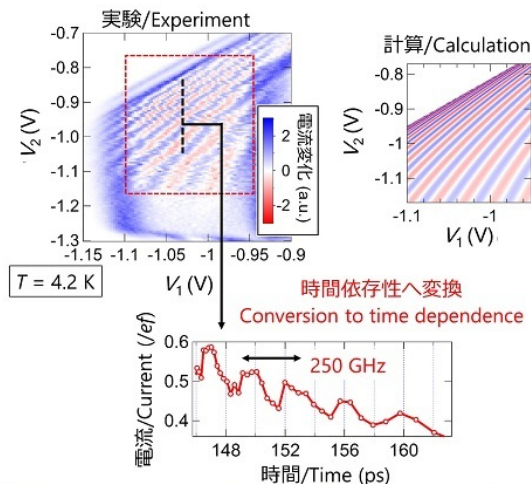 実験/Experiment
-0.7
-0.8
-0.9
-1.0
-1.1
-1.2
-1.3
V₂ (V)
-1.15
-1.1
-1.05
-1
-0.95
-0.9
V₁ (V)
2
0
-2
電流変化 (a.u.)
T = 4.2 K
計算/Calculation
-0.8
-0.9
-1.0
-1.1
V₂ (V)
-1.1
-1
V₁ (V)
時間依存性へ変換
Conversion to time dependence
0.6
0.5
0.4
電流/Current (/ef)
250 GHz
148
152
156
160
時間/Time (ps)